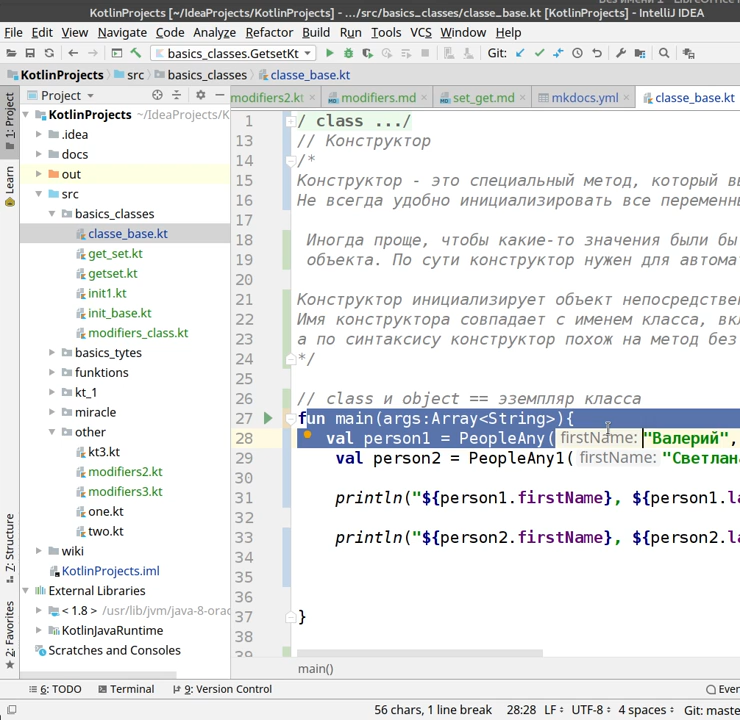 KotlinProjects [~/IdeaProjects/KotlinProjects] - .../src/basics_classes/classe_base.kt [KotlinProjects] - IntelliJ IDEA
File Edit View Navigate Code Analyze Refactor Build Run Tools VCS Window Help
basics_classes.GetsetKt Git:
KotlinProjects src basics_classes classe_base.kt
Project modifiers2.kt modifiers.md set_get.md mkdocs.yml classe_base.kt
1: Project
Learn
7: Structure
2: Favorites
KotlinProjects ~/IdeaProjects/K
.idea
docs
out
src
basics_classes
classe_base.kt
get_set.kt
getset.kt
init1.kt
init_base.kt
modifiers_class.kt
basics_tytes
funktions
kt_1
miracle
other
kt3.kt
modifiers2.kt
modifiers3.kt
one.kt
two.kt
wiki
KotlinProjects.iml
External Libraries
< 1.8 > /usr/lib/jvm/java-8-orac
KotlinJavaRuntime
Scratches and Consoles
1 / class .../
13 // Конструктор
14 /*
15 Конструктор - это специальный метод, который
16 Не всегда удобно инициализировать все
17
18 Иногда проще, чтобы какие-то значения были
19 объекта. По сути конструктор нужен для
20
21 Конструктор инициализирует объект
22 Имя конструктора совпадает с именем класса,
23 а по синтаксису конструктор похож на метод без
24 */
25
26 // class и object == эземпляр класса
27 fun main(args:Array<String>){
28 val person1 = PeopleAny( firstName: "Валерий",
29 val person2 = PeopleAny1( firstName: "Светлана
30
31 println("${person1.firstName}, ${person1.la
32
33 println("${person2.firstName}, ${person2.la
34
35
36
37 }
38
39
main()
6: TODO Terminal 9: Version Control Even
56 chars, 1 line break 28:28 LF UTF-8 4 spaces Git: maste